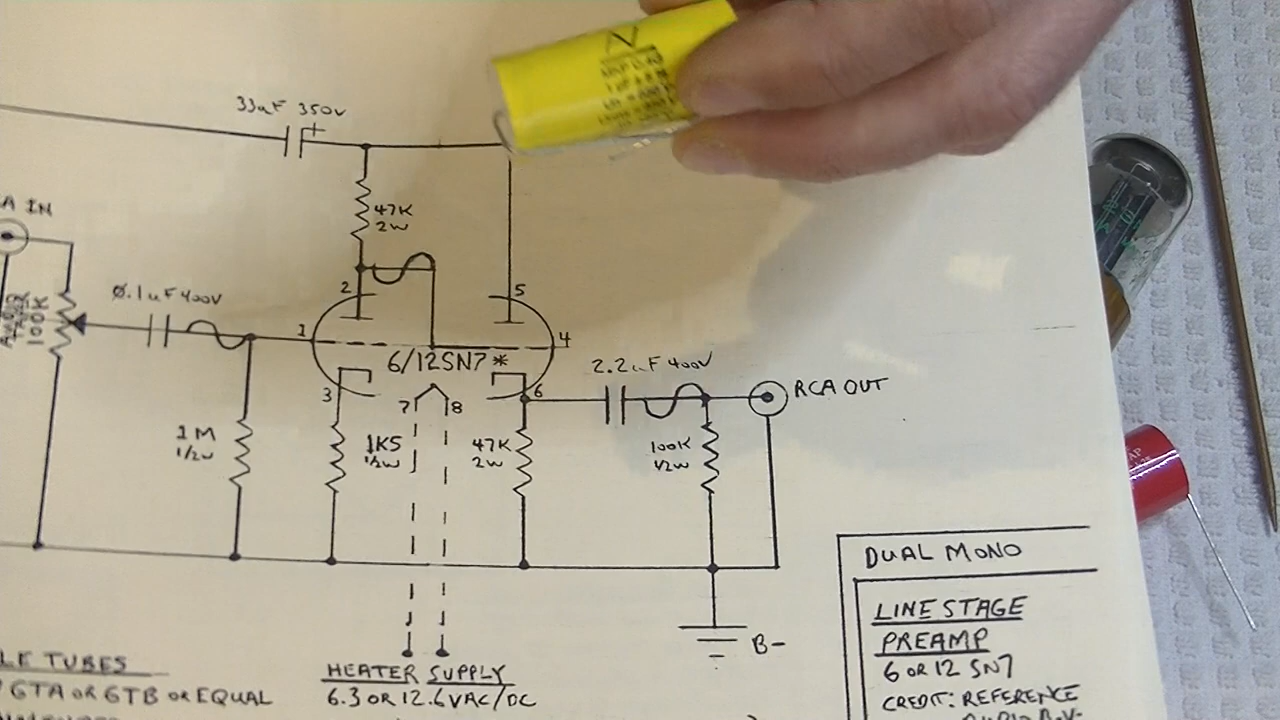 33uF 350V
+
A IN
47K
2W
0.1uF 400V
100K
2
5
1
4
6/12SN7*
2.2uF 400V
3
6
7
8
RCA OUT
1M
1/2W
1K5
1/2W
47K
2W
100K
1/2W
DUAL MONO
LINE STAGE
PREAMP
6 OR 12 SN7
CREDIT: REFERENCE
B-
LE TUBES
GTA OR GTB OR EQUAL
HEATER SUPPLY
6.3 OR 12.6VAC/DC